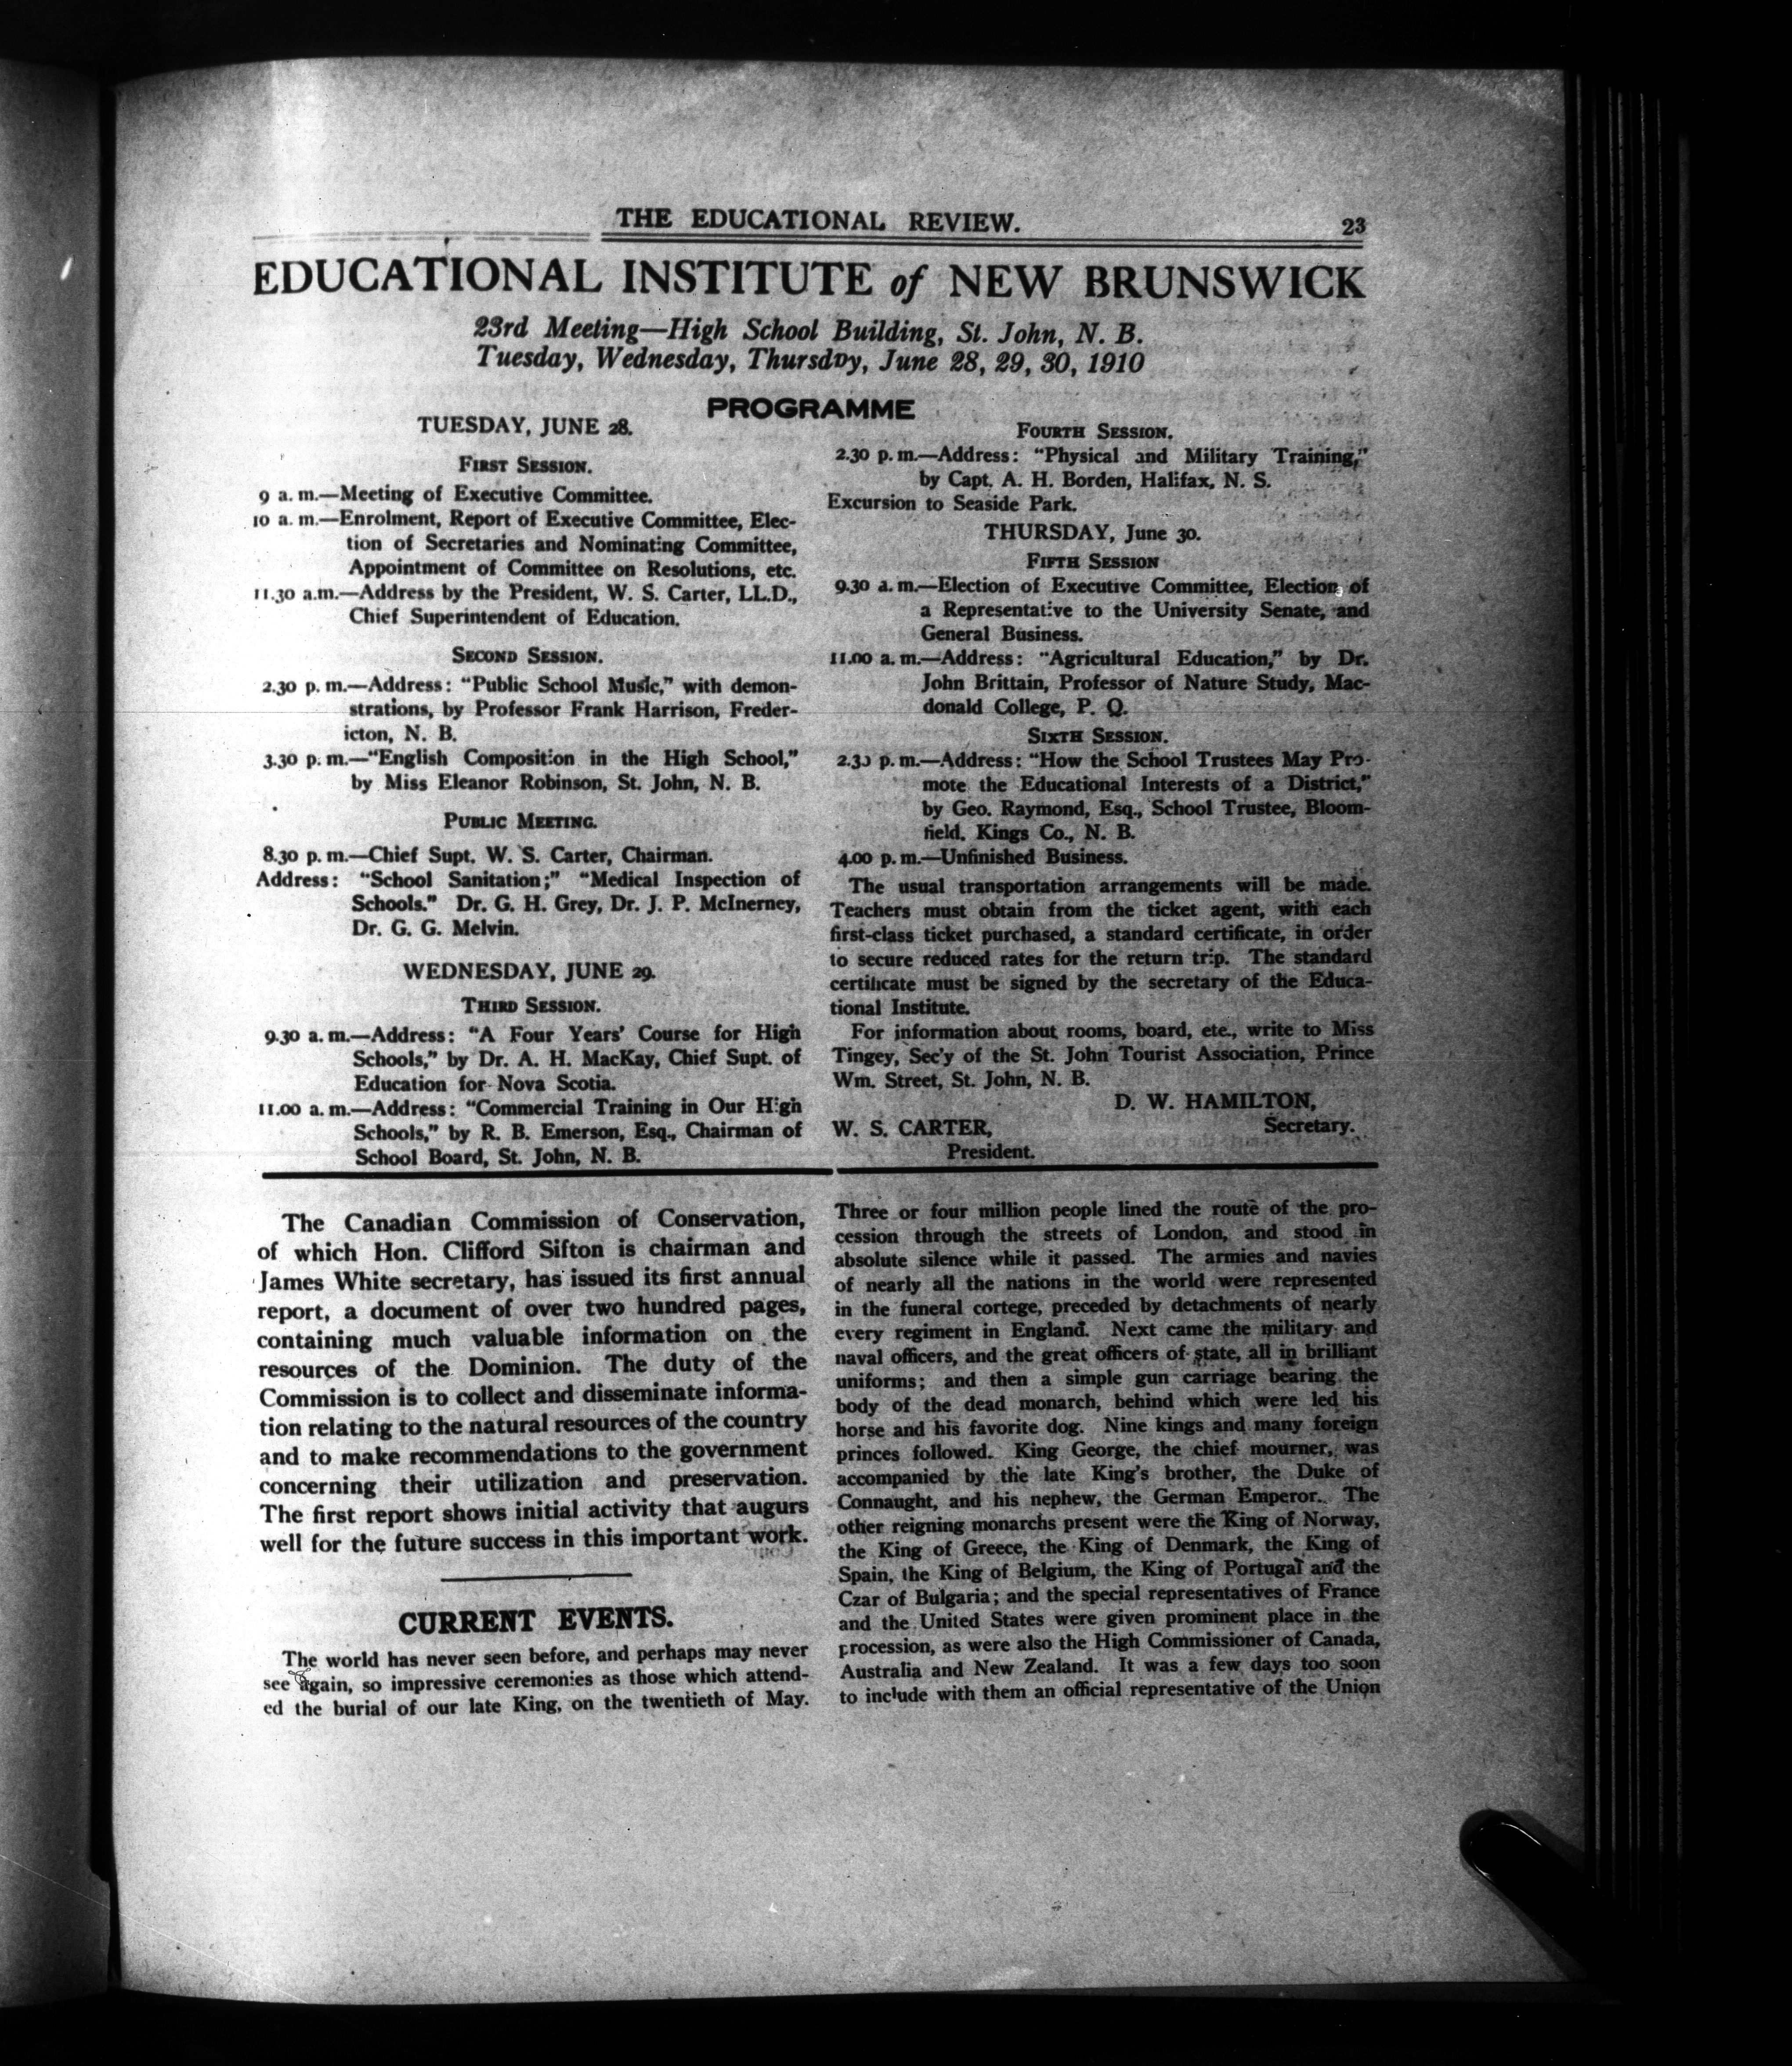 THE EDUCATIONAL REVIEW.
23
EDUCATIONAL INSTITUTE of NEW BRUNSWICK
23rd Meeting—High School Building, St. John, N. B.
Tuesday, Wednesday, Thursdvy, June 28, 29, 30, 1910
PROGRAMME
TUESDAY, JUNE 28.
FIRST SESSION.
9 a. m.—Meeting of Executive Committee.
10 a. m.—Enrolment, Report of Executive Committee, Elec-
tion of Secretaries and Nominating Committee,
Appointment of Committee on Resolutions, etc.
11.30 a.m.—Address by the President, W. S. Carter, LL.D.,
Chief Superintendent of Education.
SECOND SESSION.
2.30 p. m.—Address: "Public School Music," with demon-
strations, by Professor Frank Harrison, Freder-
icton, N. B.
3.30 p. m.—"English Composition in the High School,"
by Miss Eleanor Robinson, St. John, N. B.
PUBLIC MEETING.
8.30 p. m.—Chief Supt. W. S. Carter, Chairman.
Address: "School Sanitation;" "Medical Inspection of
Schools." Dr. G. H. Grey, Dr. J. P. McInerney,
Dr. G. G. Melvin.
WEDNESDAY, JUNE 29.
THIRD SESSION.
9.30 a. m.—Address: "A Four Years' Course for High
Schools," by Dr. A. H. MacKay, Chief Supt. of
Education for Nova Scotia.
11.00 a. m.—Address: "Commercial Training in Our High
Schools," by R. B. Emerson, Esq., Chairman of
School Board, St. John, N. B.
FOURTH SESSION.
2.30 p. m.—Address: "Physical and Military Training,"
by Capt. A. H. Borden, Halifax, N. S.
Excursion to Seaside Park.
THURSDAY, June 30.
FIFTH SESSION
9.30 a. m.—Election of Executive Committee, Election of
a Representative to the University Senate, and
General Business.
11.00 a. m.—Address: "Agricultural Education," by Dr.
John Brittain, Professor of Nature Study, Mac-
donald College, P. Q.
SIXTH SESSION.
2.30 p. m.—Address: "How the School Trustees May Pro-
mote the Educational Interests of a District,"
by Geo. Raymond, Esq., School Trustee, Bloom-
field, Kings Co., N. B.
4.00 p. m.—Unfinished Business.
The usual transportation arrangements will be made.
Teachers must obtain from the ticket agent, with each
first-class ticket purchased, a standard certificate, in order
to secure reduced rates for the return trip. The standard
certificate must be signed by the secretary of the Educa-
tional Institute.
For information about rooms, board, ete., write to Miss
Tingey, Sec'y of the St. John Tourist Association, Prince
Wm. Street, St. John, N. B.
D. W. HAMILTON,
Secretary.
W. S. CARTER,
President.
The Canadian Commission of Conservation,
of which Hon. Clifford Sifton is chairman and
James White secretary, has issued its first annual
report, a document of over two hundred pages,
containing much valuable information on the
resources of the Dominion. The duty of the
Commission is to collect and disseminate informa-
tion relating to the natural resources of the country
and to make recommendations to the government
concerning their utilization and preservation.
The first report shows initial activity that augurs
well for the future success in this important work.
CURRENT EVENTS.
The world has never seen before, and perhaps may never
see again, so impressive ceremonies as those which attend-
ed the burial of our late King, on the twentieth of May.
Three or four million people lined the route of the pro-
cession through the streets of London, and stood in
absolute silence while it passed. The armies and navies
of nearly all the nations in the world were represented
in the funeral cortege, preceded by detachments of nearly
every regiment in England. Next came the military and
naval officers, and the great officers of state, all in brilliant
uniforms; and then a simple gun carriage bearing the
body of the dead monarch, behind which were led his
horse and his favorite dog. Nine kings and many foreign
princes followed. King George, the chief mourner, was
accompanied by the late King's brother, the Duke of
Connaught, and his nephew, the German Emperor. The
other reigning monarchs present were the King of Norway,
the King of Greece, the King of Denmark, the King of
Spain, the King of Belgium, the King of Portugal and the
Czar of Bulgaria; and the special representatives of France
and the United States were given prominent place in the
procession, as were also the High Commissioner of Canada,
Australia and New Zealand. It was a few days too soon
to include with them an official representative of the Union